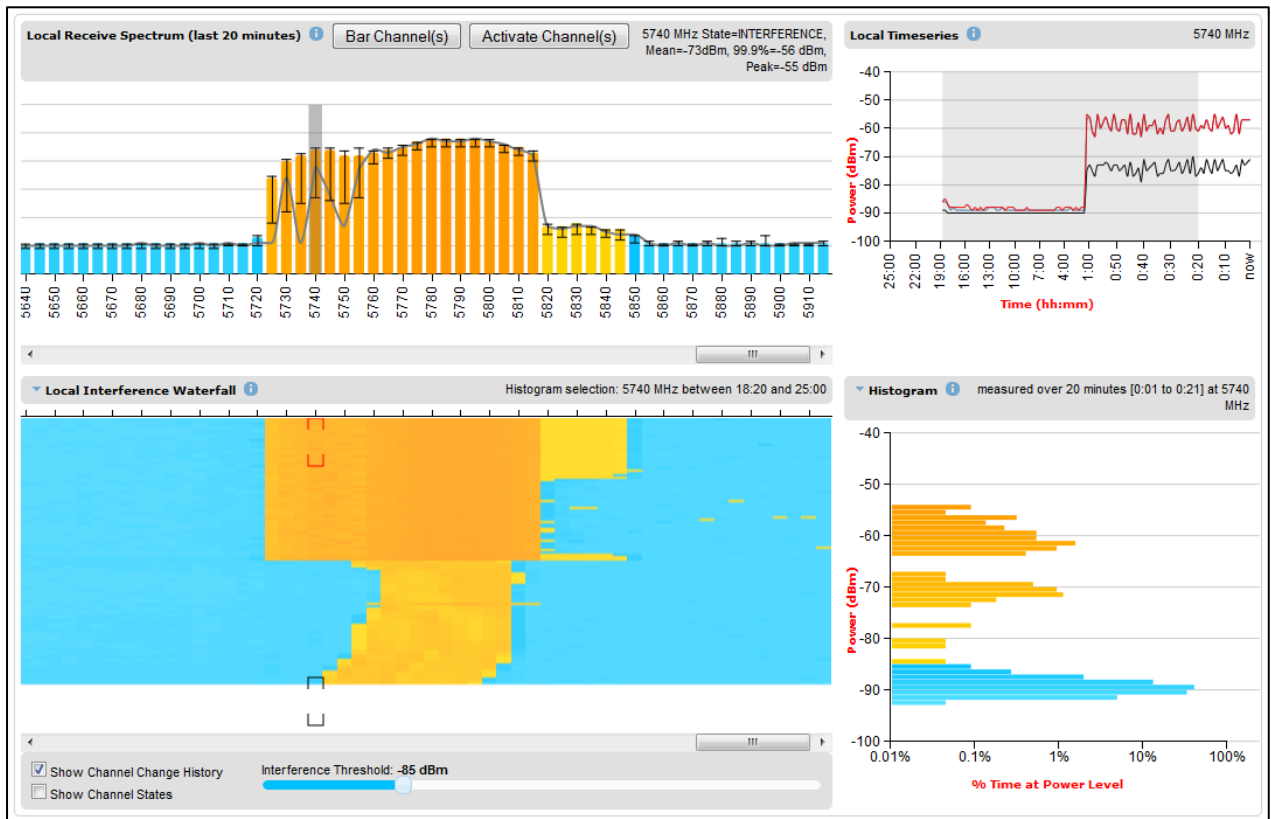 Local Receive Spectrum (last 20 minutes)
Bar Channel(s)
Activate Channel(s)
5740 MHz State=INTERFERENCE,
Mean=-73dBm, 99.9%=-56 dBm,
Peak=-55 dBm
5640
5650
5660
5670
5680
5690
5700
5710
5720
5730
5740
5750
5760
5770
5780
5790
5800
5810
5820
5830
5840
5850
5860
5870
5880
5890
5900
5910
Local Timeseries
5740 MHz
Power (dBm)
-40
-50
-60
-70
-80
-90
-100
25:00
22:00
19:00
16:00
13:00
10:00
7:00
4:00
1:00
0:50
0:40
0:30
0:20
0:10
now
Time (hh:mm)
Local Interference Waterfall
Histogram selection: 5740 MHz between 18:20 and 25:00
Show Channel Change History
Show Channel States
Interference Threshold: -85 dBm
Histogram
measured over 20 minutes [0:01 to 0:21] at 5740
MHz
Power (dBm)
-40
-50
-60
-70
-80
-90
-100
0.01%
0.1%
1%
10%
100%
% Time at Power Level